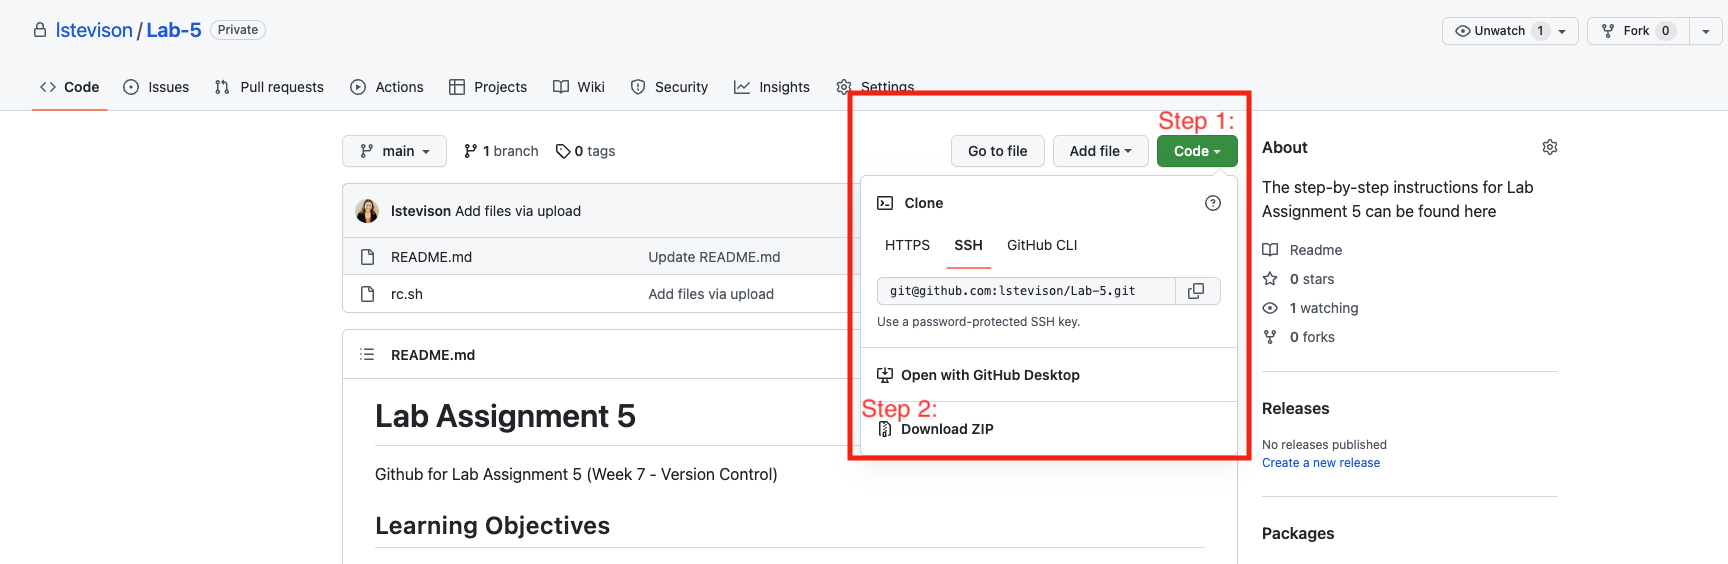 lstevison / Lab-5 Private
Unwatch 1
Fork 0
Code Issues Pull requests Actions Projects Wiki Security Insights Settings
Step 1:
main 1 branch 0 tags
Go to file Add file Code
lstevison Add files via upload
README.md Update README.md
rc.sh Add files via upload
README.md
Lab Assignment 5
Github for Lab Assignment 5 (Week 7 - Version Control)
Learning Objectives
Clone
HTTPS SSH GitHub CLI
git@github.com:lstevison/Lab-5.git
Use a password-protected SSH key.
Open with GitHub Desktop
Step 2:
Download ZIP
About
The step-by-step instructions for Lab
Assignment 5 can be found here
Readme
0 stars
1 watching
0 forks
Releases
No releases published
Create a new release
Packages